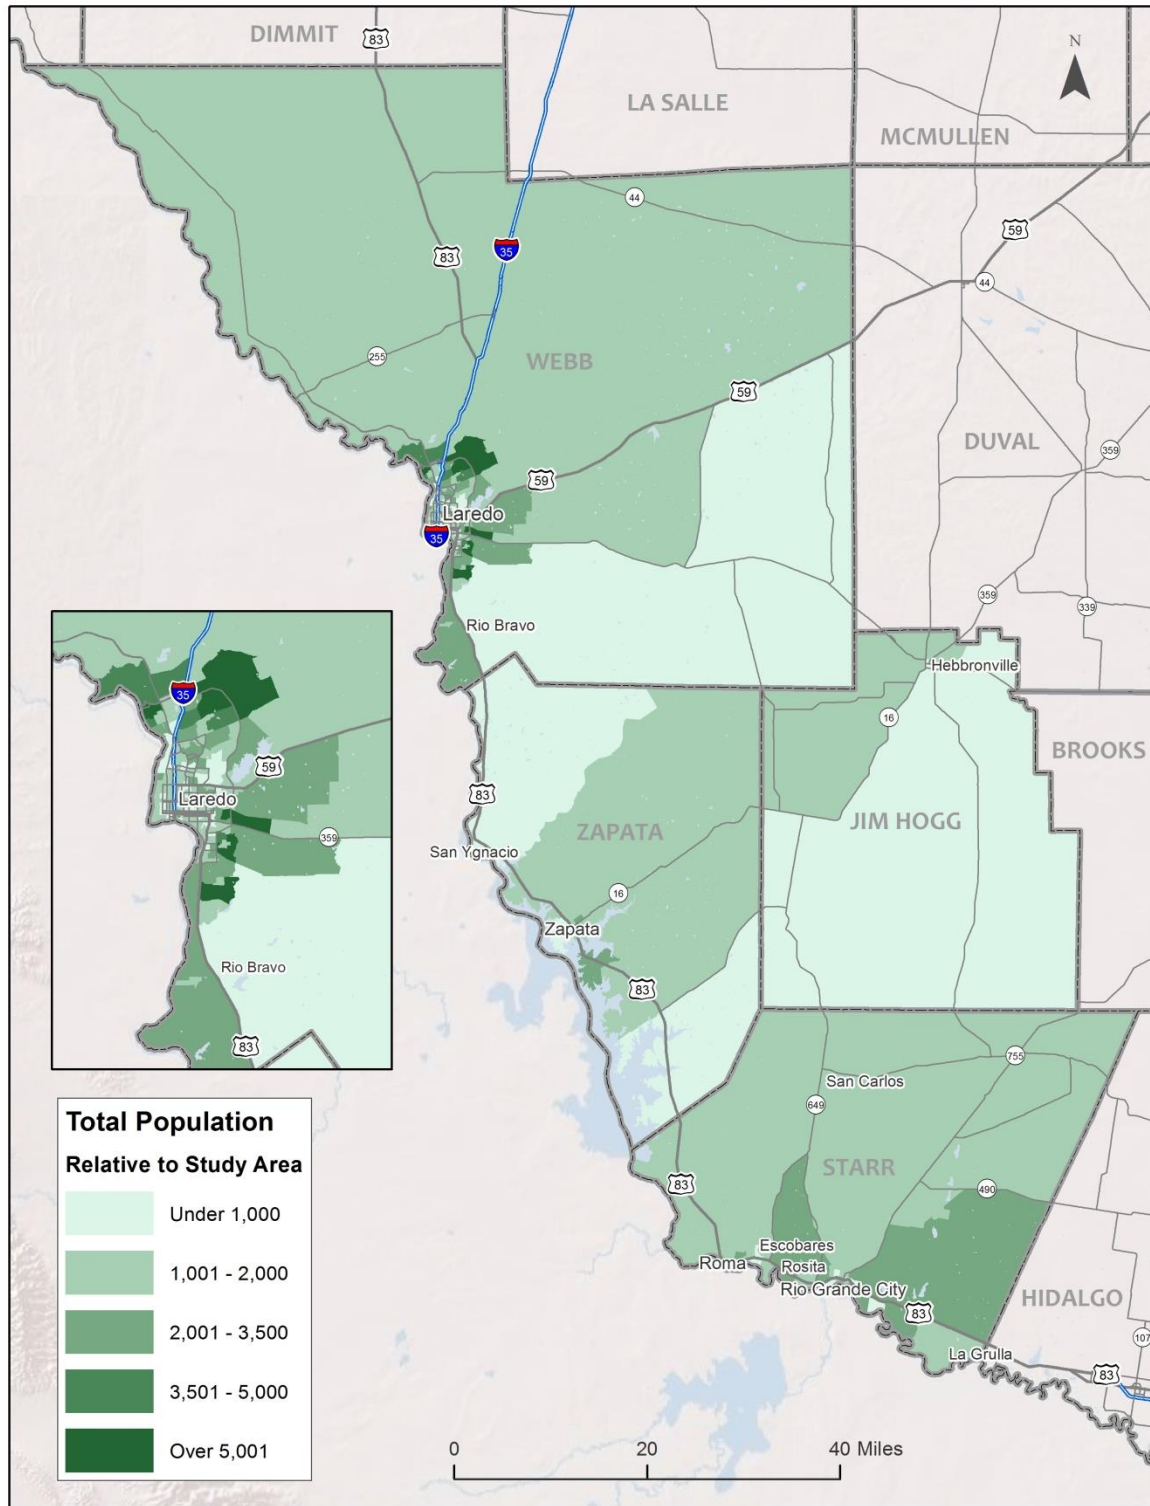 DIMMIT
83
LA SALLE
N
MCMULLEN
44
59
83
35
44
255
WEBB
59
DUVAL
359
59
Laredo
35
359
339
Rio Bravo
Hebbronville
35
16
BROOKS
59
83
Laredo
ZAPATA
JIM HOGG
359
San Ygnacio
16
Zapata
Rio Bravo
83
83
755
San Carlos
649
Total Population
Relative to Study Area
Under 1,000
1,001 - 2,000
2,001 - 3,500
3,501 - 5,000
Over 5,001
STARR
83
490
Escobares
Roma
Rosita
Rio Grande City
83
HIDALGO
107
La Grulla
83
0 20 40 Miles